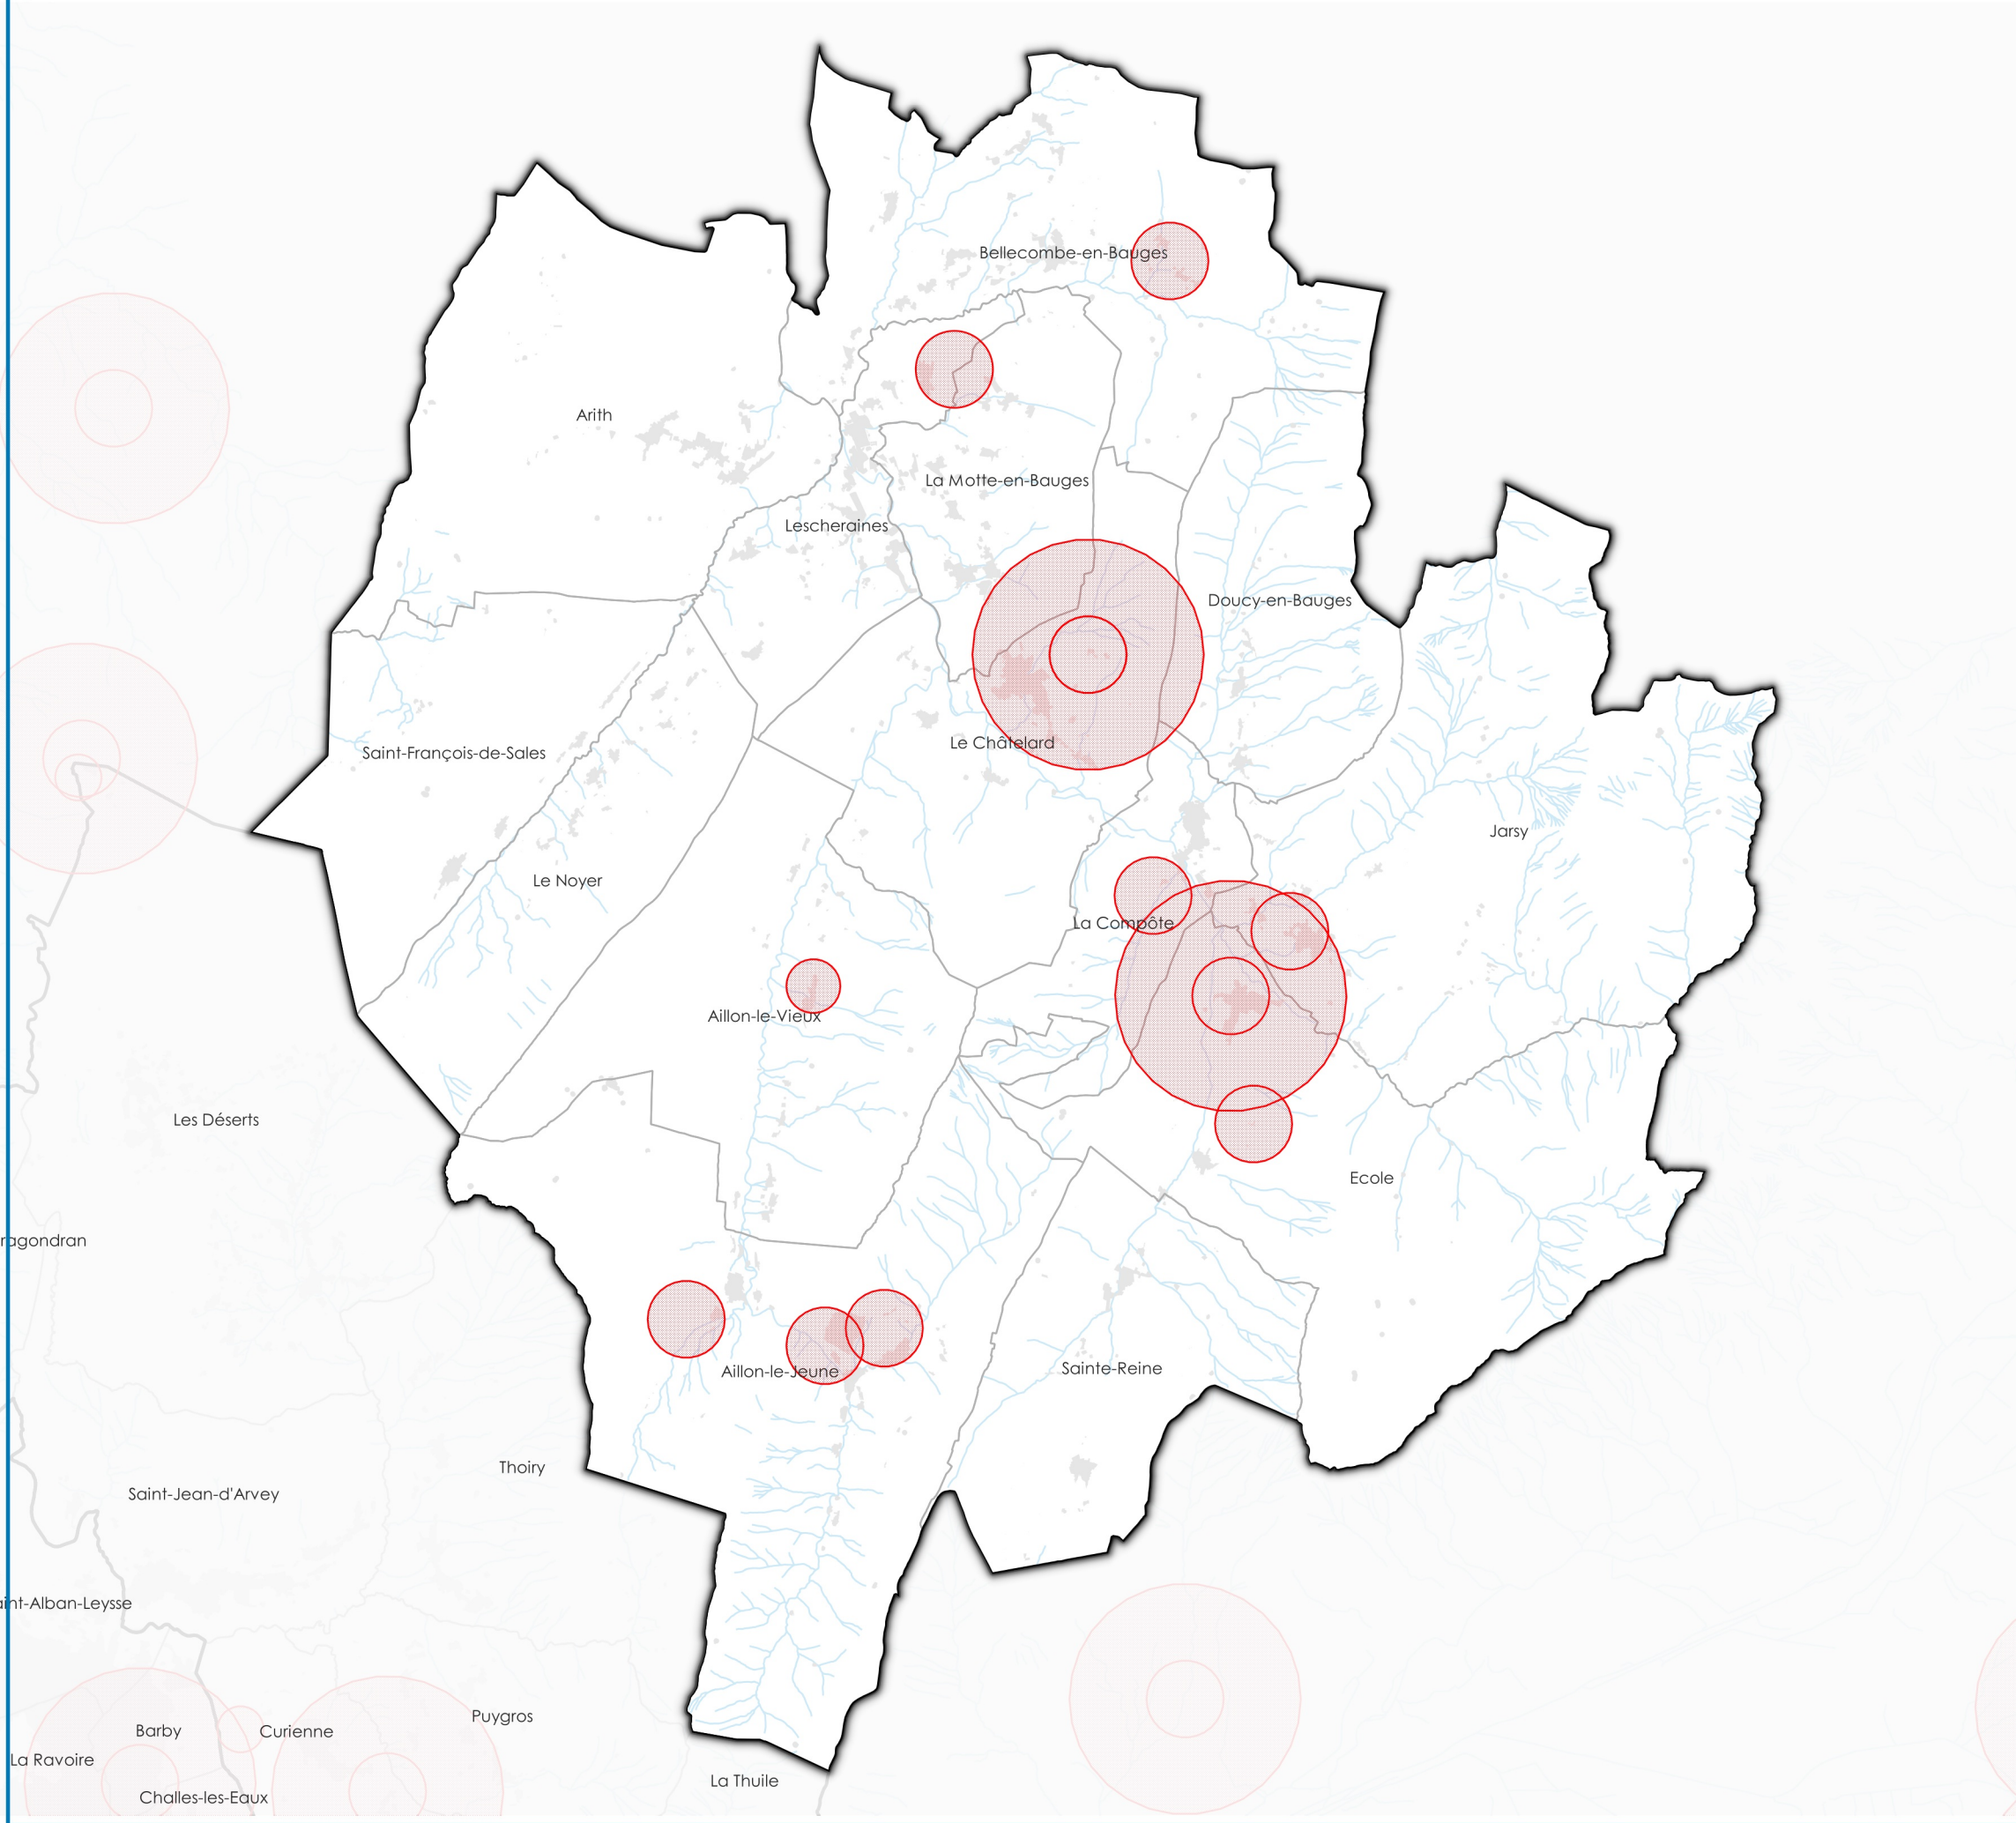 Bellecombe-en-Bauges
Arith
La Motte-en-Bauges
Lescheraines
Doucy-en-Bauges
Le Châtelard
Saint-François-de-Sales
Jarsy
Le Noyer
La Compôte
Aillon-le-Vieux
Les Déserts
Ecole
ragondran
Sainte-Reine
Aillon-le-Jeune
Thoiry
Saint-Jean-d'Arvey
int-Alban-Leysse
Puygros
Barby
Curienne
La Ravoire
La Thuile
Challes-les-Eaux